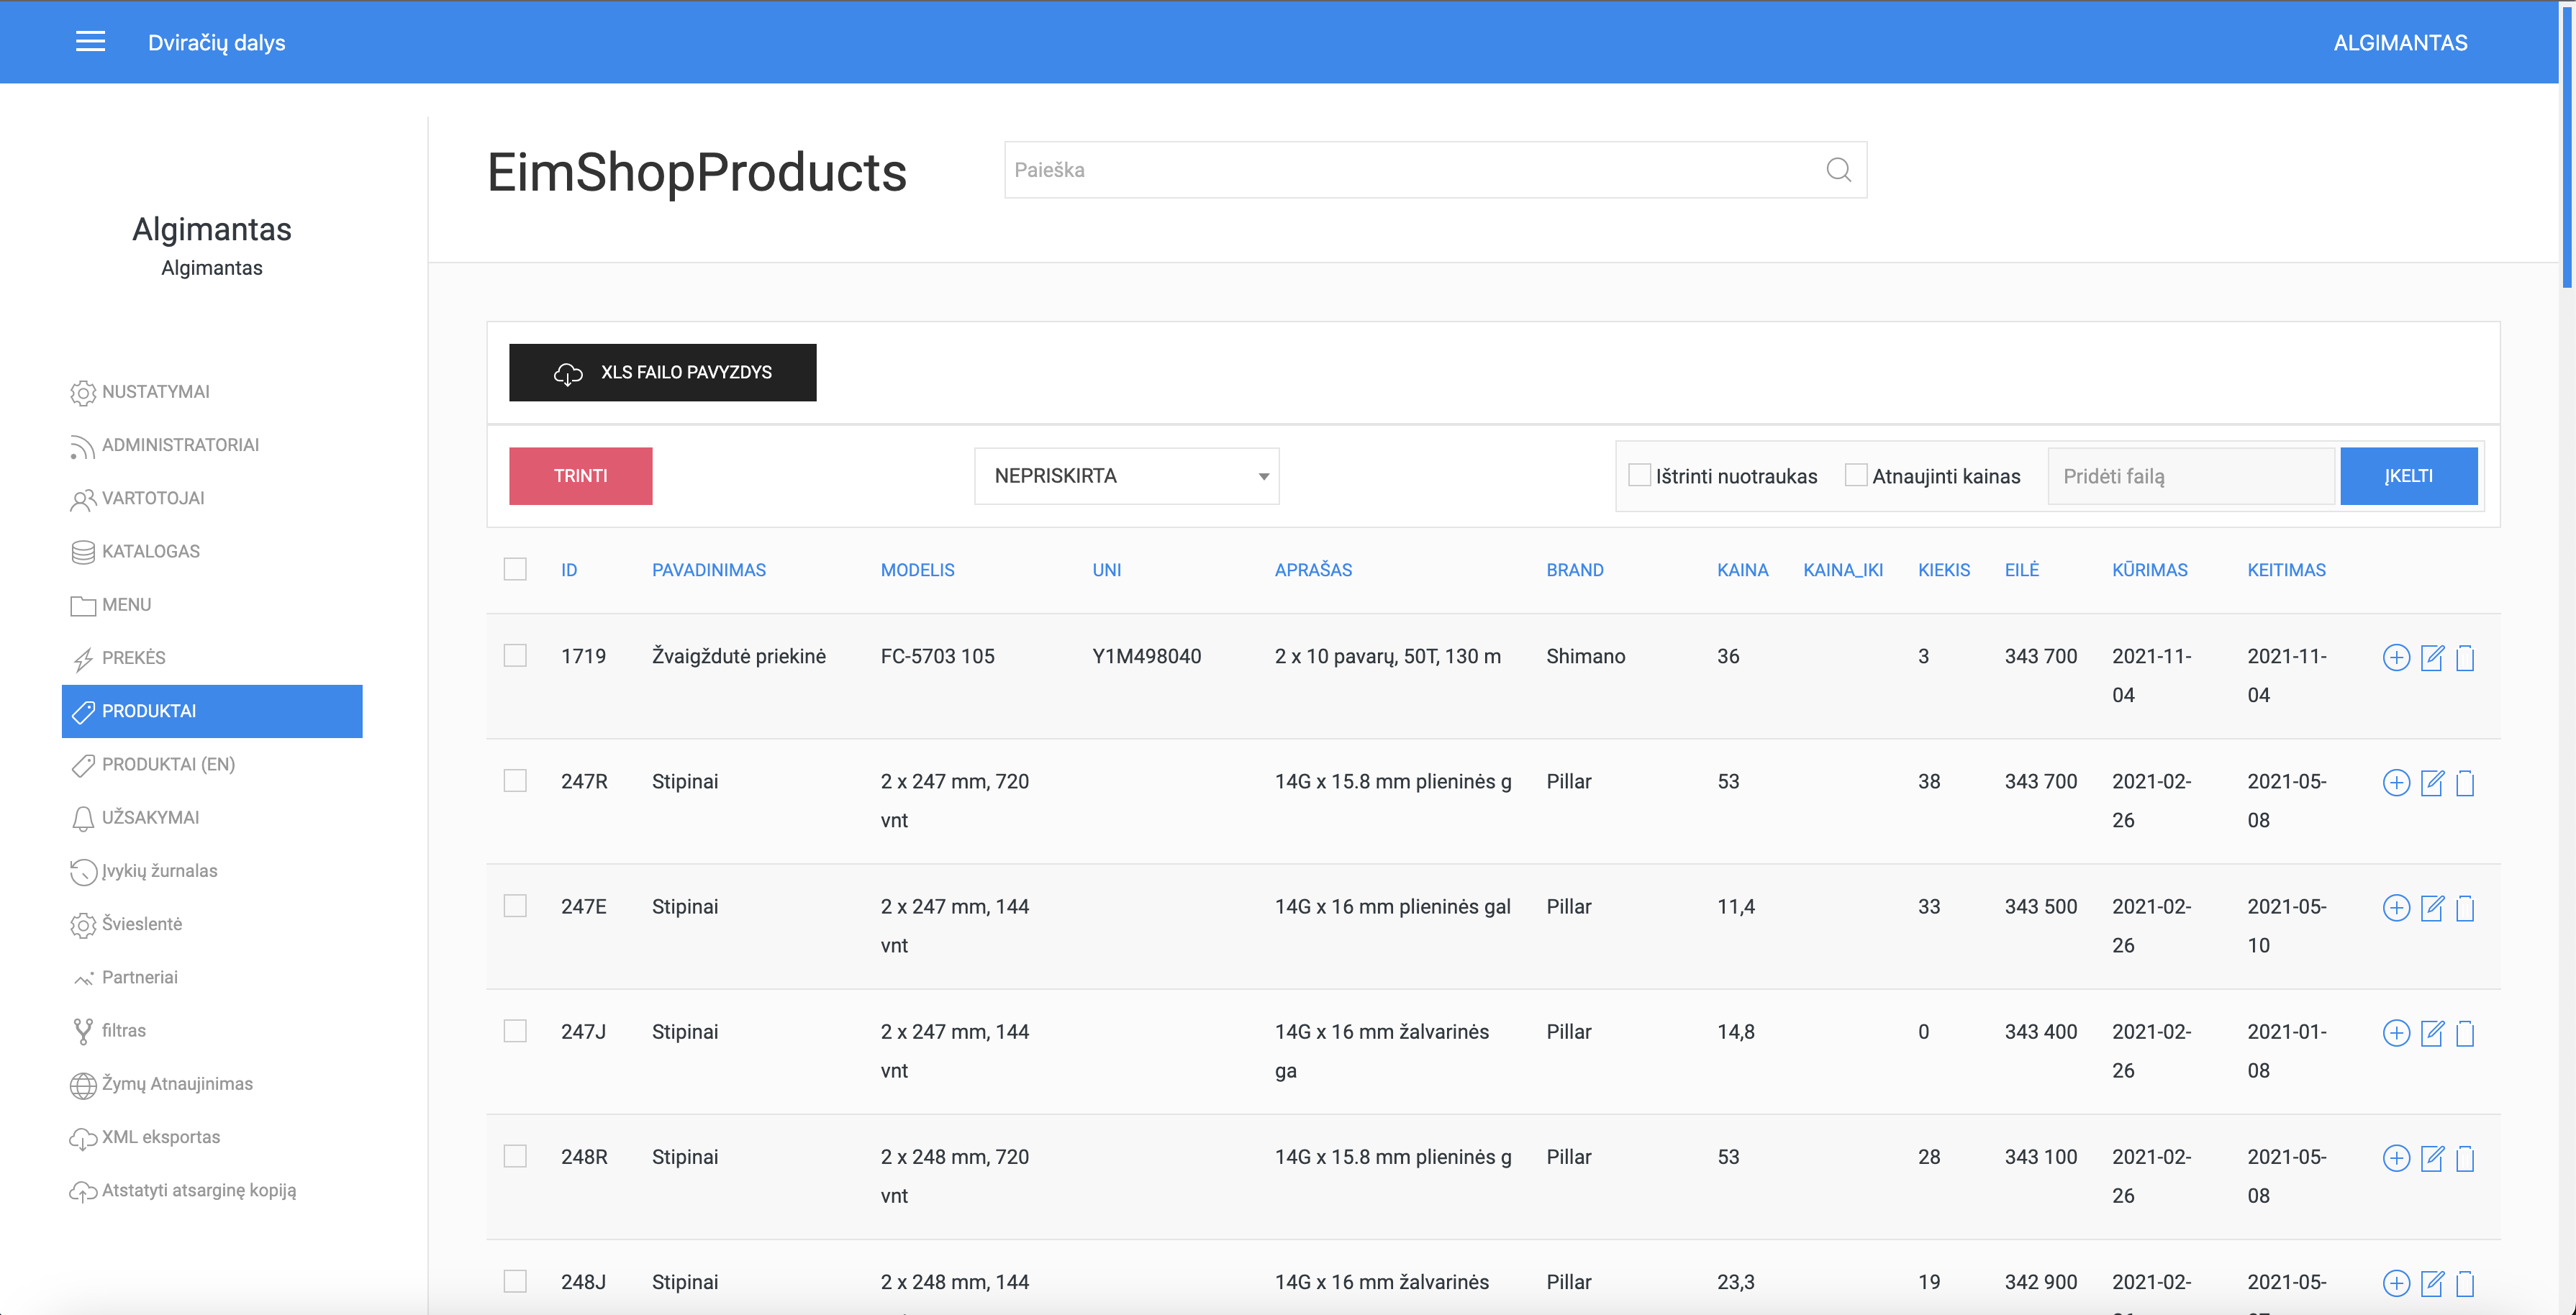 Dviračių dalys
ALGIMANTAS
Algimantas
Algimantas
NUSTATYMAI
ADMINISTRATORIAI
VARTOTOJAI
KATALOGAS
MENU
PREKĖS
PRODUKTAI
PRODUKTAI (EN)
UŽSAKYMAI
Įvykių žurnalas
Švieslentė
Partneriai
filtras
Žymų Atnaujinimas
XML eksportas
Atstatyti atsarginę kopiją
EimShopProducts
Paieška
XLS FAILO PAVYZDYS
TRINTI
NEPRISKIRTA
Ištrinti nuotraukas
Atnaujinti kainas
Pridėti failą
ĮKELTI
ID PAVADINIMAS MODELIS UNI APRAŠAS BRAND KAINA KAINA_IKI KIEKIS EILĖ KŪRIMAS KEITIMAS
1719 Žvaigždutė priekinė FC-5703 105 Y1M498040 2 x 10 pavarų, 50T, 130 m Shimano 36 3 343 700 2021-11- 2021-11-
04 04
247R Stipinai 2 x 247 mm, 720 14G x 15.8 mm plieninės g Pillar 53 38 343 700 2021-02- 2021-05-
vnt 26 08
247E Stipinai 2 x 247 mm, 144 14G x 16 mm plieninės gal Pillar 11,4 33 343 500 2021-02- 2021-05-
vnt 26 10
247J Stipinai 2 x 247 mm, 144 14G x 16 mm žalvarinės Pillar 14,8 0 343 400 2021-02- 2021-01-
vnt ga 26 08
248R Stipinai 2 x 248 mm, 720 14G x 15.8 mm plieninės g Pillar 53 28 343 100 2021-02- 2021-05-
vnt 26 08
248J Stipinai 2 x 248 mm, 144 14G x 16 mm žalvarinės Pillar 23,3 19 342 900 2021-02- 2021-05-